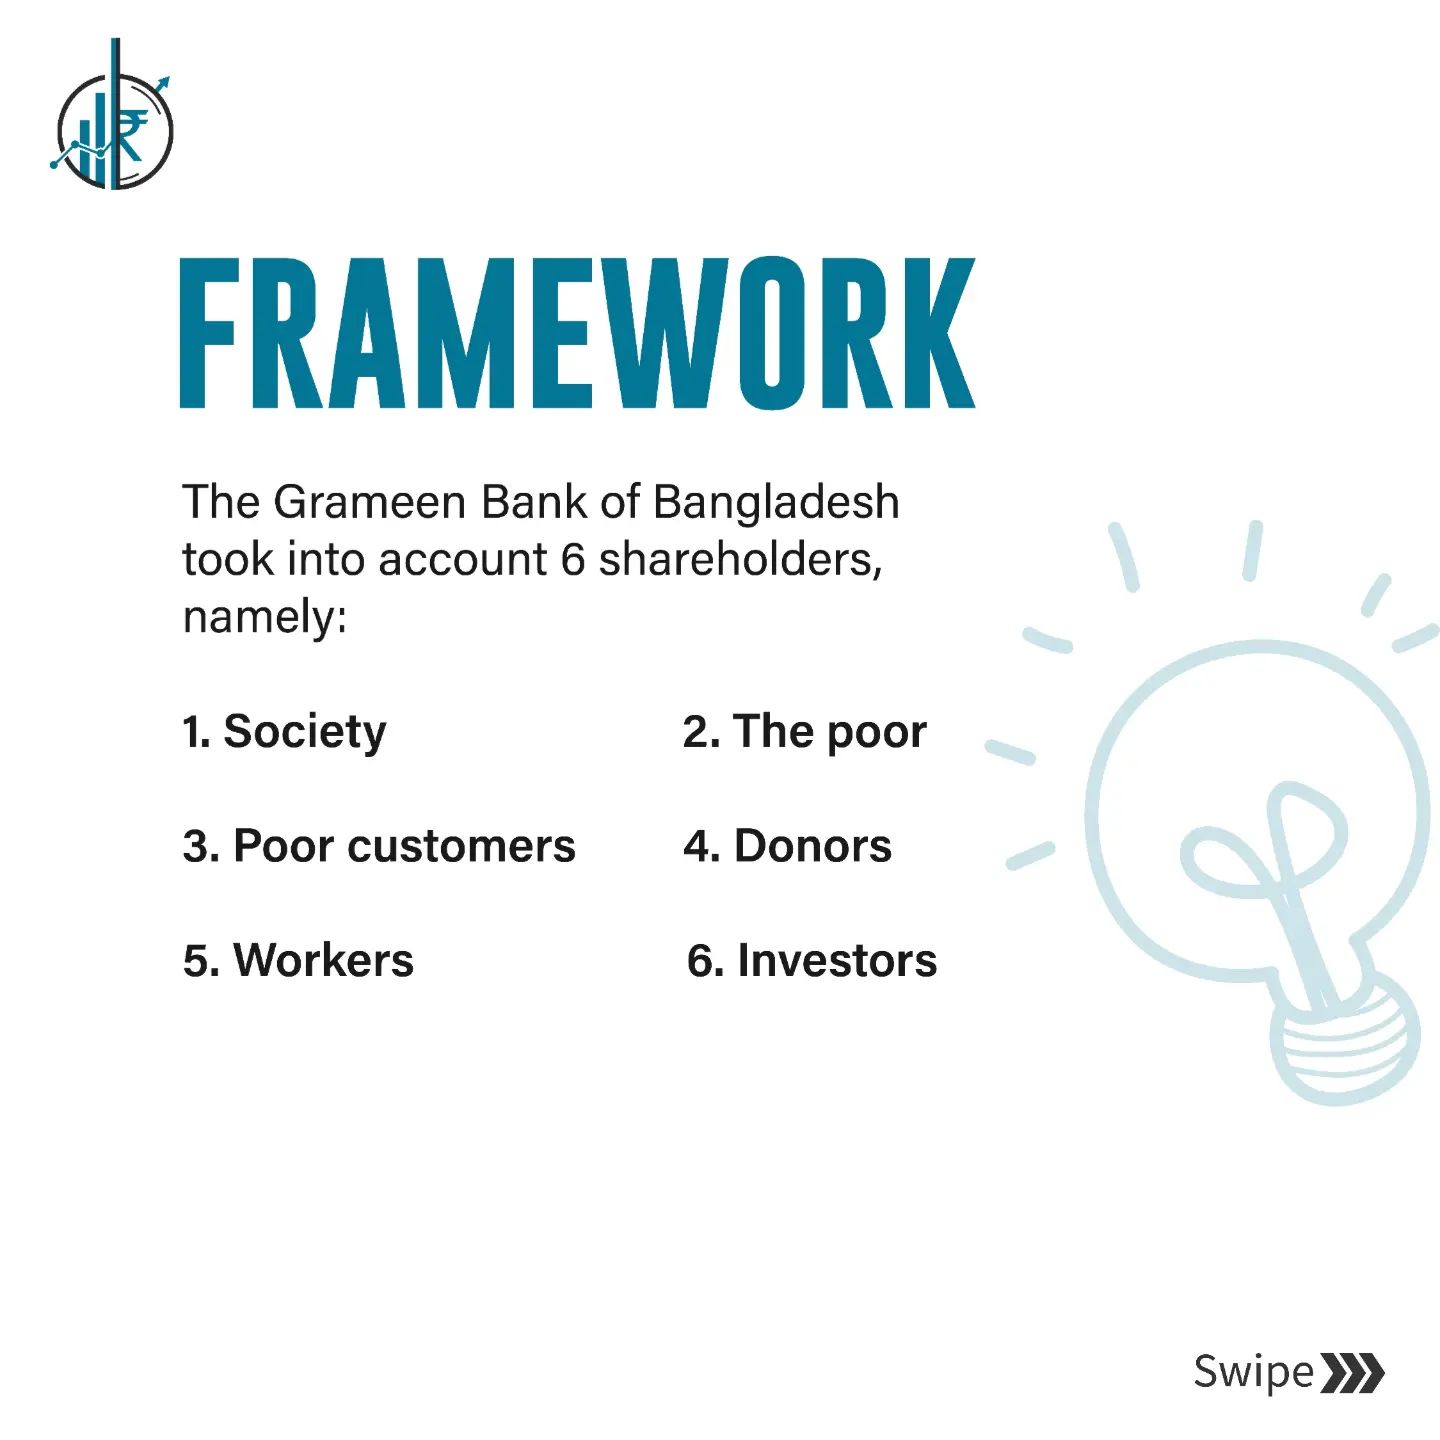 FRAMEWORK
The Grameen Bank of Bangladesh
took into account 6 shareholders,
namely:
1. Society
2. The poor
3. Poor customers
4. Donors
5. Workers
6. Investors
Swipe